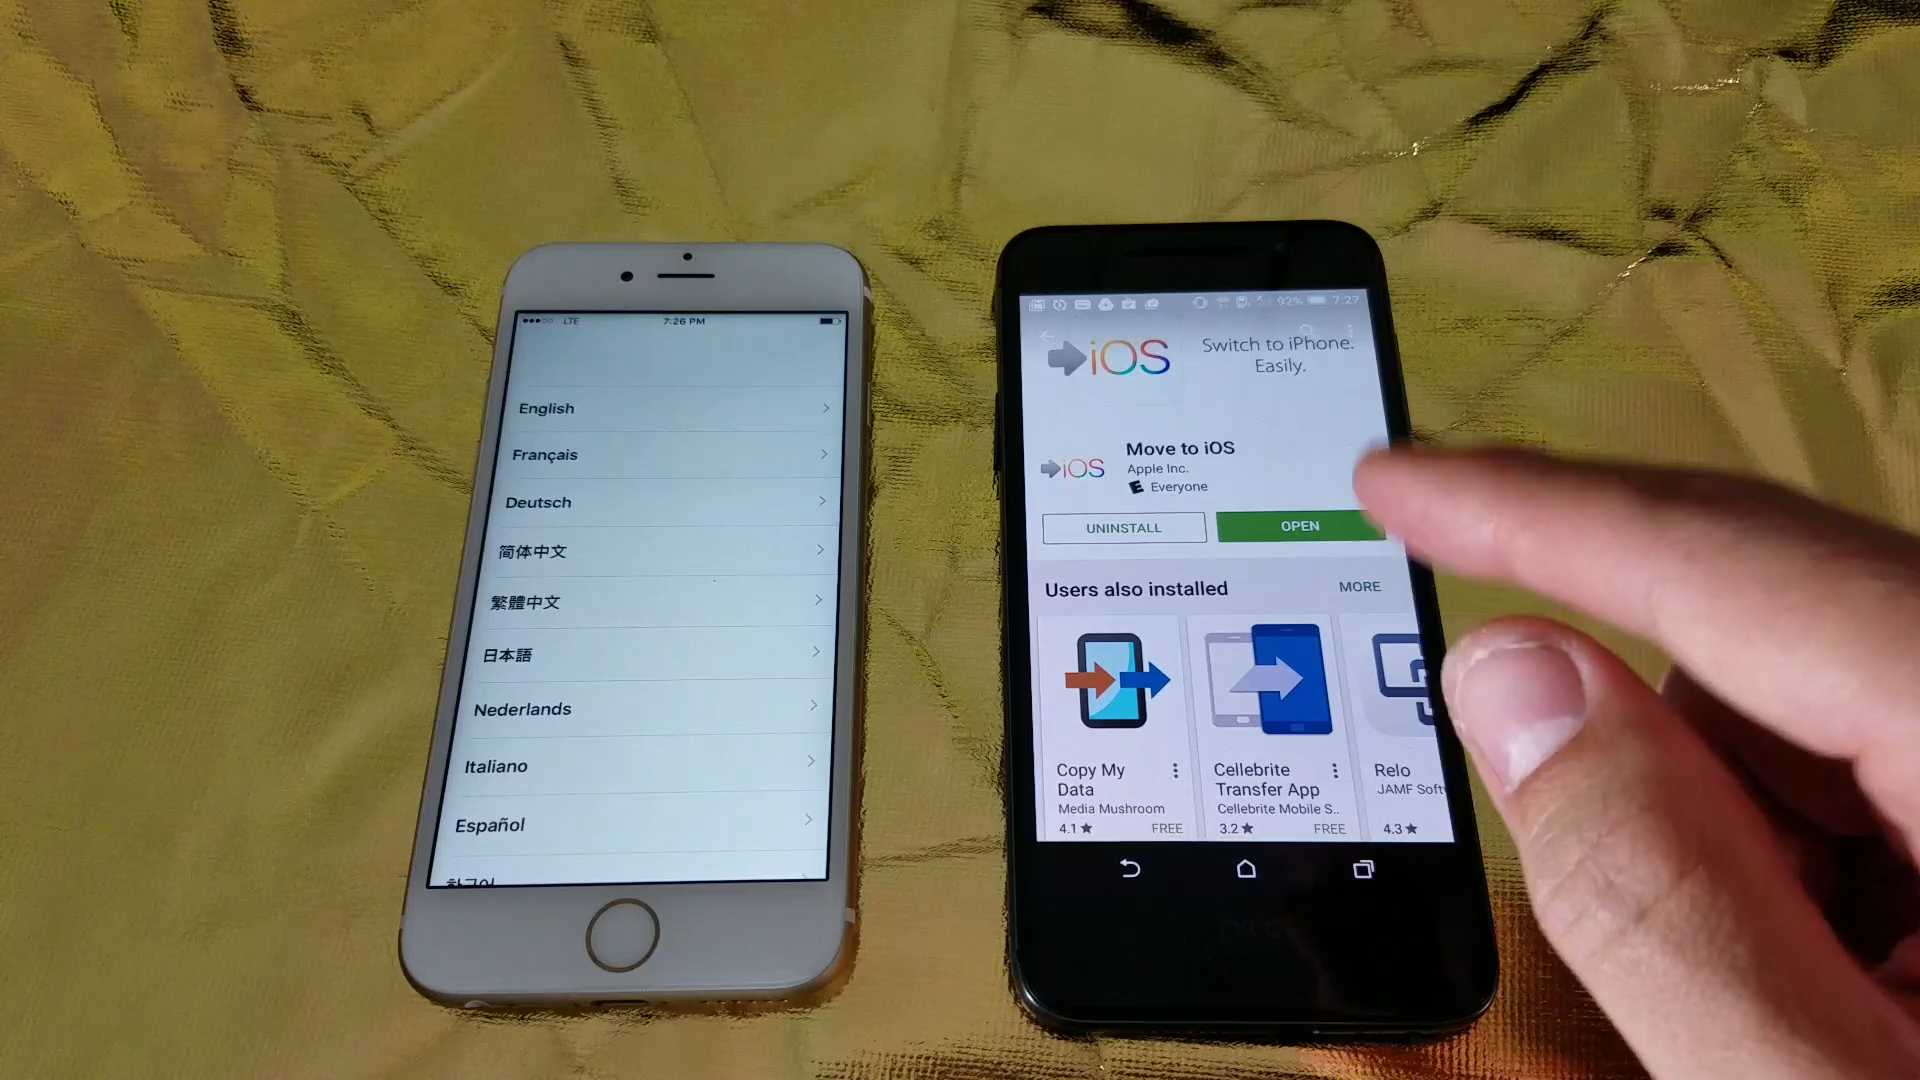 LTE
7:26 PM
English
Français
Deutsch
简体中文
繁體中文
日本語
Nederlands
Italiano
Español
한국어
92%
7:27
iOS
Switch to iPhone.
Easily.
iOS
Move to iOS
Apple Inc.
Everyone
UNINSTALL
OPEN
Users also installed
MORE
Copy My
Data
Media Mushroom
4.1★
FREE
Cellebrite
Transfer App
Cellebrite Mobile S..
3.2★
FREE
Relo
JAMF Soft
4.3★
hTC